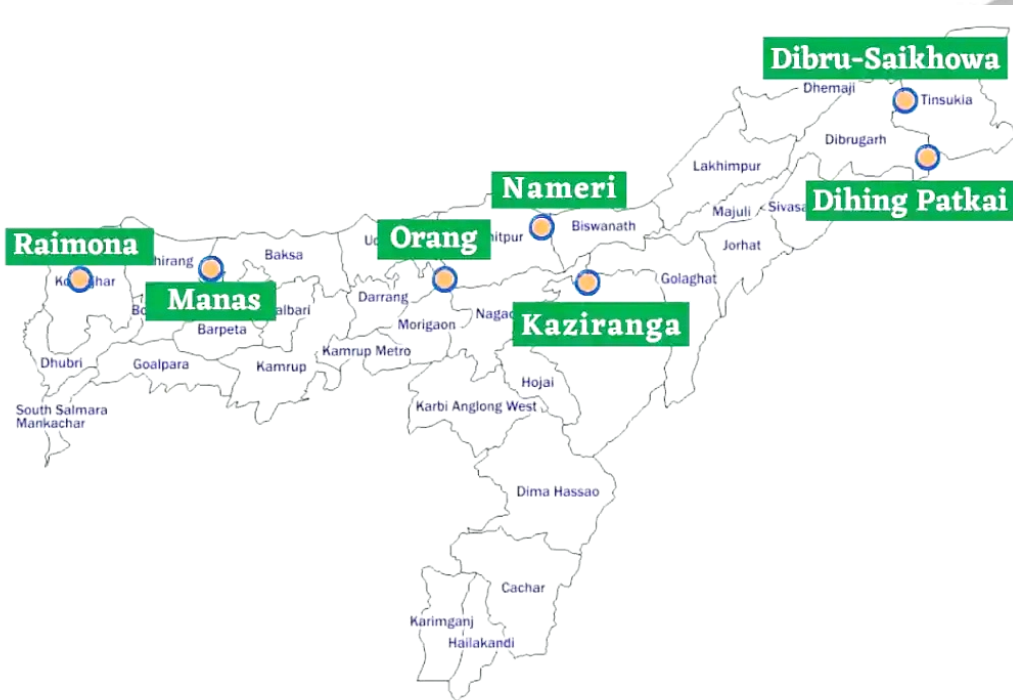 Dibru-Saikhowa
Dhemaji
Tinsukia
Dibrugarh
Lakhimpur
Nameri
Dihing Patkai
Majuli
Biswanath
Raimona
Orang
Jorhat
Baksa
Golaghat
Manas
Darrang
Morigaon
Kaziranga
Barpeta
Kamrup Metro
Dhubri
Goalpara
Kamrup
Hojai
Karbi Anglong West
South Salmara
Mankachar
Dima Hassao
Cachar
Karimganj
Hailakandi